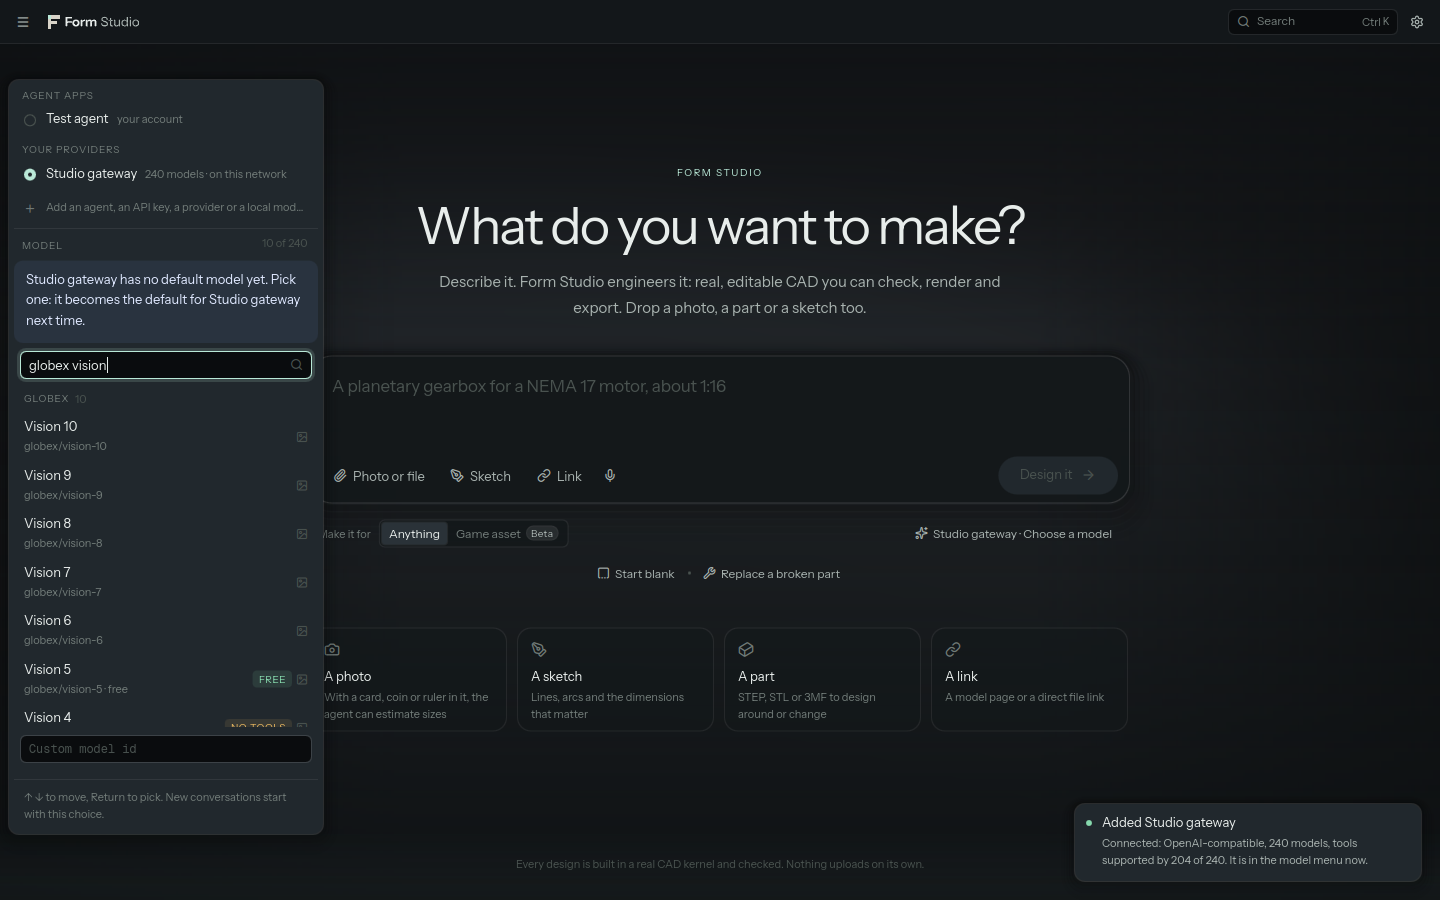 Form Studio
Search
Ctrl K
AGENT APPS
Test agent your account
YOUR PROVIDERS
Studio gateway 240 models · on this network
Add an agent, an API key, a provider or a local mod…
MODEL
10 of 240
Studio gateway has no default model yet. Pick
one: it becomes the default for Studio gateway
next time.
globex vision
GLOBEX 10
Vision 10
globex/vision-10
Vision 9
globex/vision-9
Vision 8
globex/vision-8
Vision 7
globex/vision-7
Vision 6
globex/vision-6
Vision 5
globex/vision-5 · free
FREE
Vision 4
NO TOOLS
Custom model id
↑ ↓ to move, Return to pick. New conversations start
with this choice.
FORM STUDIO
What do you want to make?
Describe it. Form Studio engineers it: real, editable CAD you can check, render and
export. Drop a photo, a part or a sketch too.
A planetary gearbox for a NEMA 17 motor, about 1:16
Photo or file
Sketch
Link
Design it
Make it for
Anything
Game asset Beta
Studio gateway · Choose a model
Start blank
•
Replace a broken part
A photo
With a card, coin or ruler in it, the
agent can estimate sizes
A sketch
Lines, arcs and the dimensions
that matter
A part
STEP, STL or 3MF to design
around or change
A link
A model page or a direct file link
Every design is built in a real CAD kernel and checked. Nothing uploads on its own.
Added Studio gateway
Connected: OpenAI-compatible, 240 models, tools
supported by 204 of 240. It is in the model menu now.